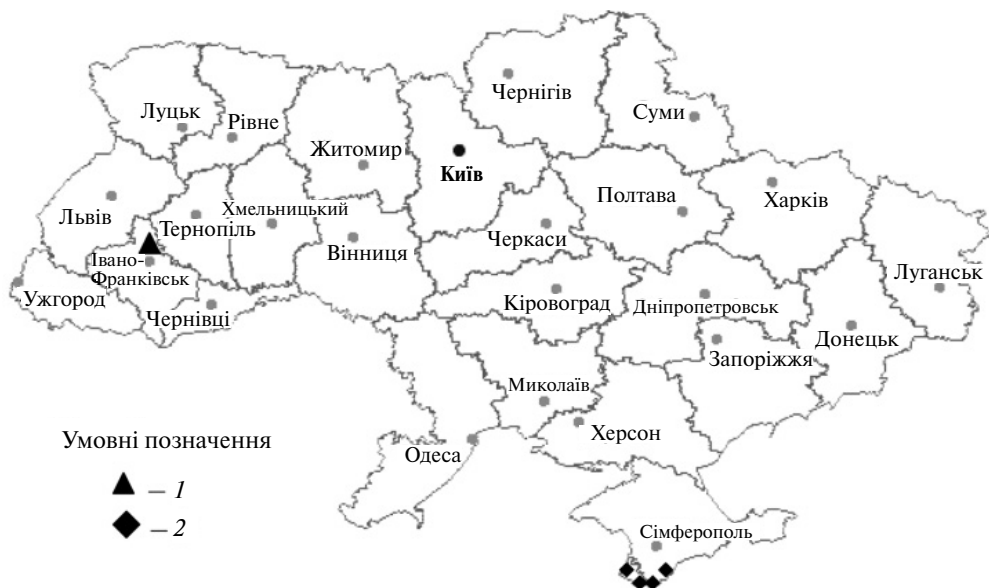 Чернігів
Суми
Луцьк
Рівне
Житомир
Київ
Полтава
Харків
Львів
Тернопіль
Хмельницький
Вінниця
Черкаси
Івано-
Франківськ
Ужгород
Чернівці
Кіровоград
Дніпропетровськ
Луганськ
Донецьк
Запоріжжя
Миколаїв
Херсон
Одеса
Умовні позначення
– 1
– 2
Сімферополь